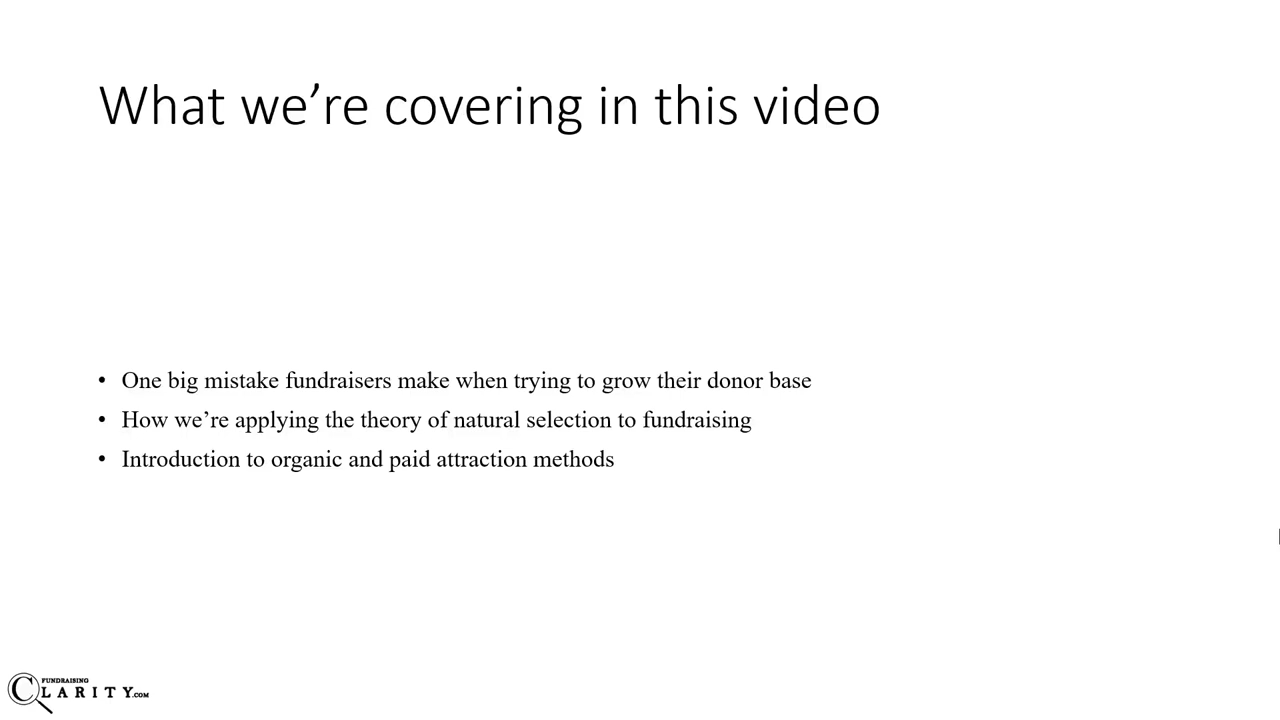 What we’re covering in this video
• One big mistake fundraisers make when trying to grow their donor base
• How we’re applying the theory of natural selection to fundraising
• Introduction to organic and paid attraction methods
FUNDRAISING
CLARITY.COM